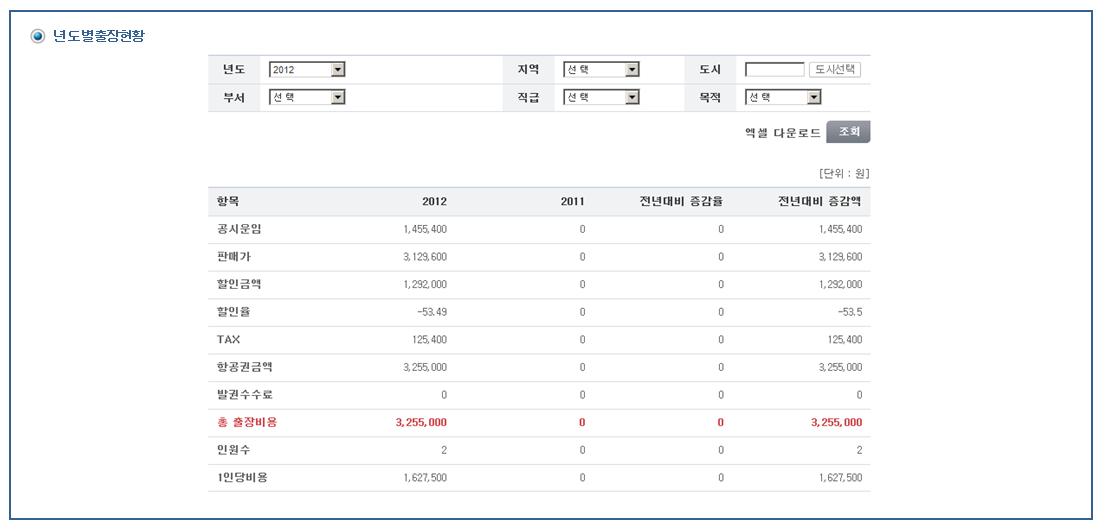 년도별출장현황
년도 2012 지역 선택 도시 도시선택
부서 선택 직급 선택 목적 선택
엑셀 다운로드 조회
[단위 : 원]
항목 2012 2011 전년대비 증감율 전년대비 증감액
공시운임 1,455,400 0 0 1,455,400
판매가 3,129,600 0 0 3,129,600
할인금액 1,292,000 0 0 1,292,000
할인율 -53.49 0 0 -53.5
TAX 125,400 0 0 125,400
항공권금액 3,255,000 0 0 3,255,000
발권수수료 0 0 0 0
총 출장비용 3,255,000 0 0 3,255,000
인원수 2 0 0 2
1인당비용 1,627,500 0 0 1,627,500